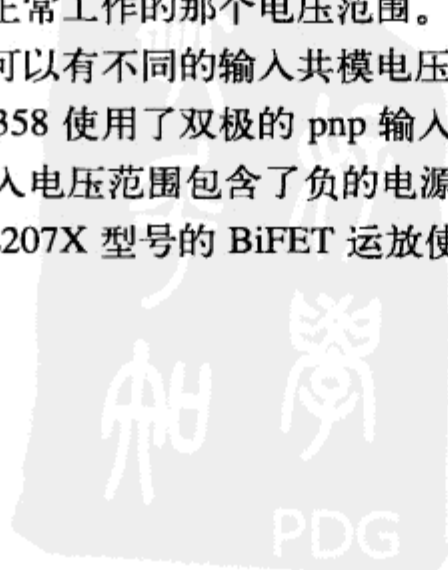 正常工作的那个电压范围。
可以有不同的输入共模电压
358 使用了双极的 pnp 输入
入电压范围包含了负的电源
207X 型号的 BiFET 运放使
PDG